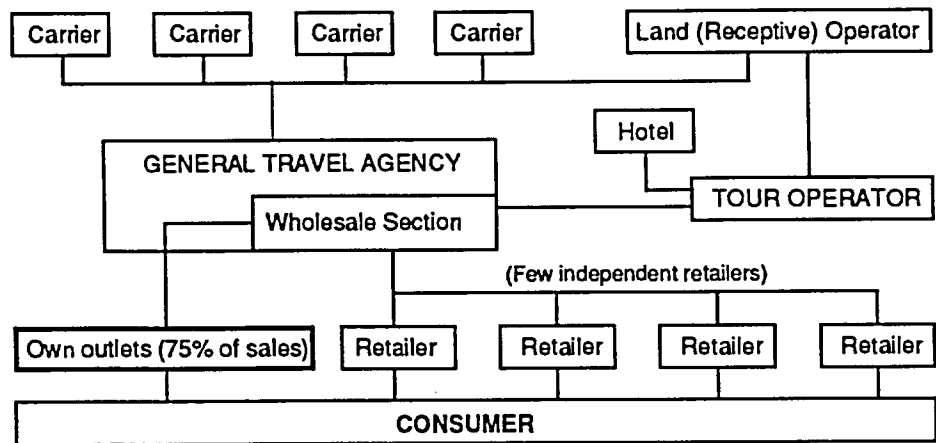 Carrier Carrier Carrier Carrier Land (Receptive) Operator
Hotel
GENERAL TRAVEL AGENCY
TOUR OPERATOR
Wholesale Section
(Few independent retailers)
Own outlets (75% of sales) Retailer Retailer Retailer Retailer
CONSUMER